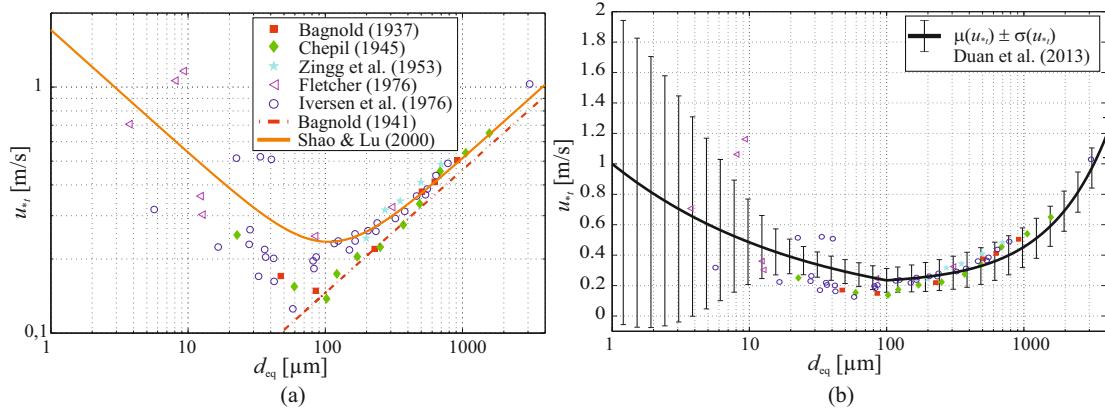 Bagnold (1937)
Chepil (1945)
Zingg et al. (1953)
Fletcher (1976)
Iversen et al. (1976)
Bagnold (1941)
Shao & Lu (2000)
1
0,1
u*t [m/s]
1 10 100 1000
deq [µm]
(a)
μ(u*t) ± σ(u*t)
Duan et al. (2013)
2
1.8
1.6
1.4
1.2
1
0.8
0.6
0.4
0.2
0
u*t [m/s]
1 10 100 1000
deq [µm]
(b)